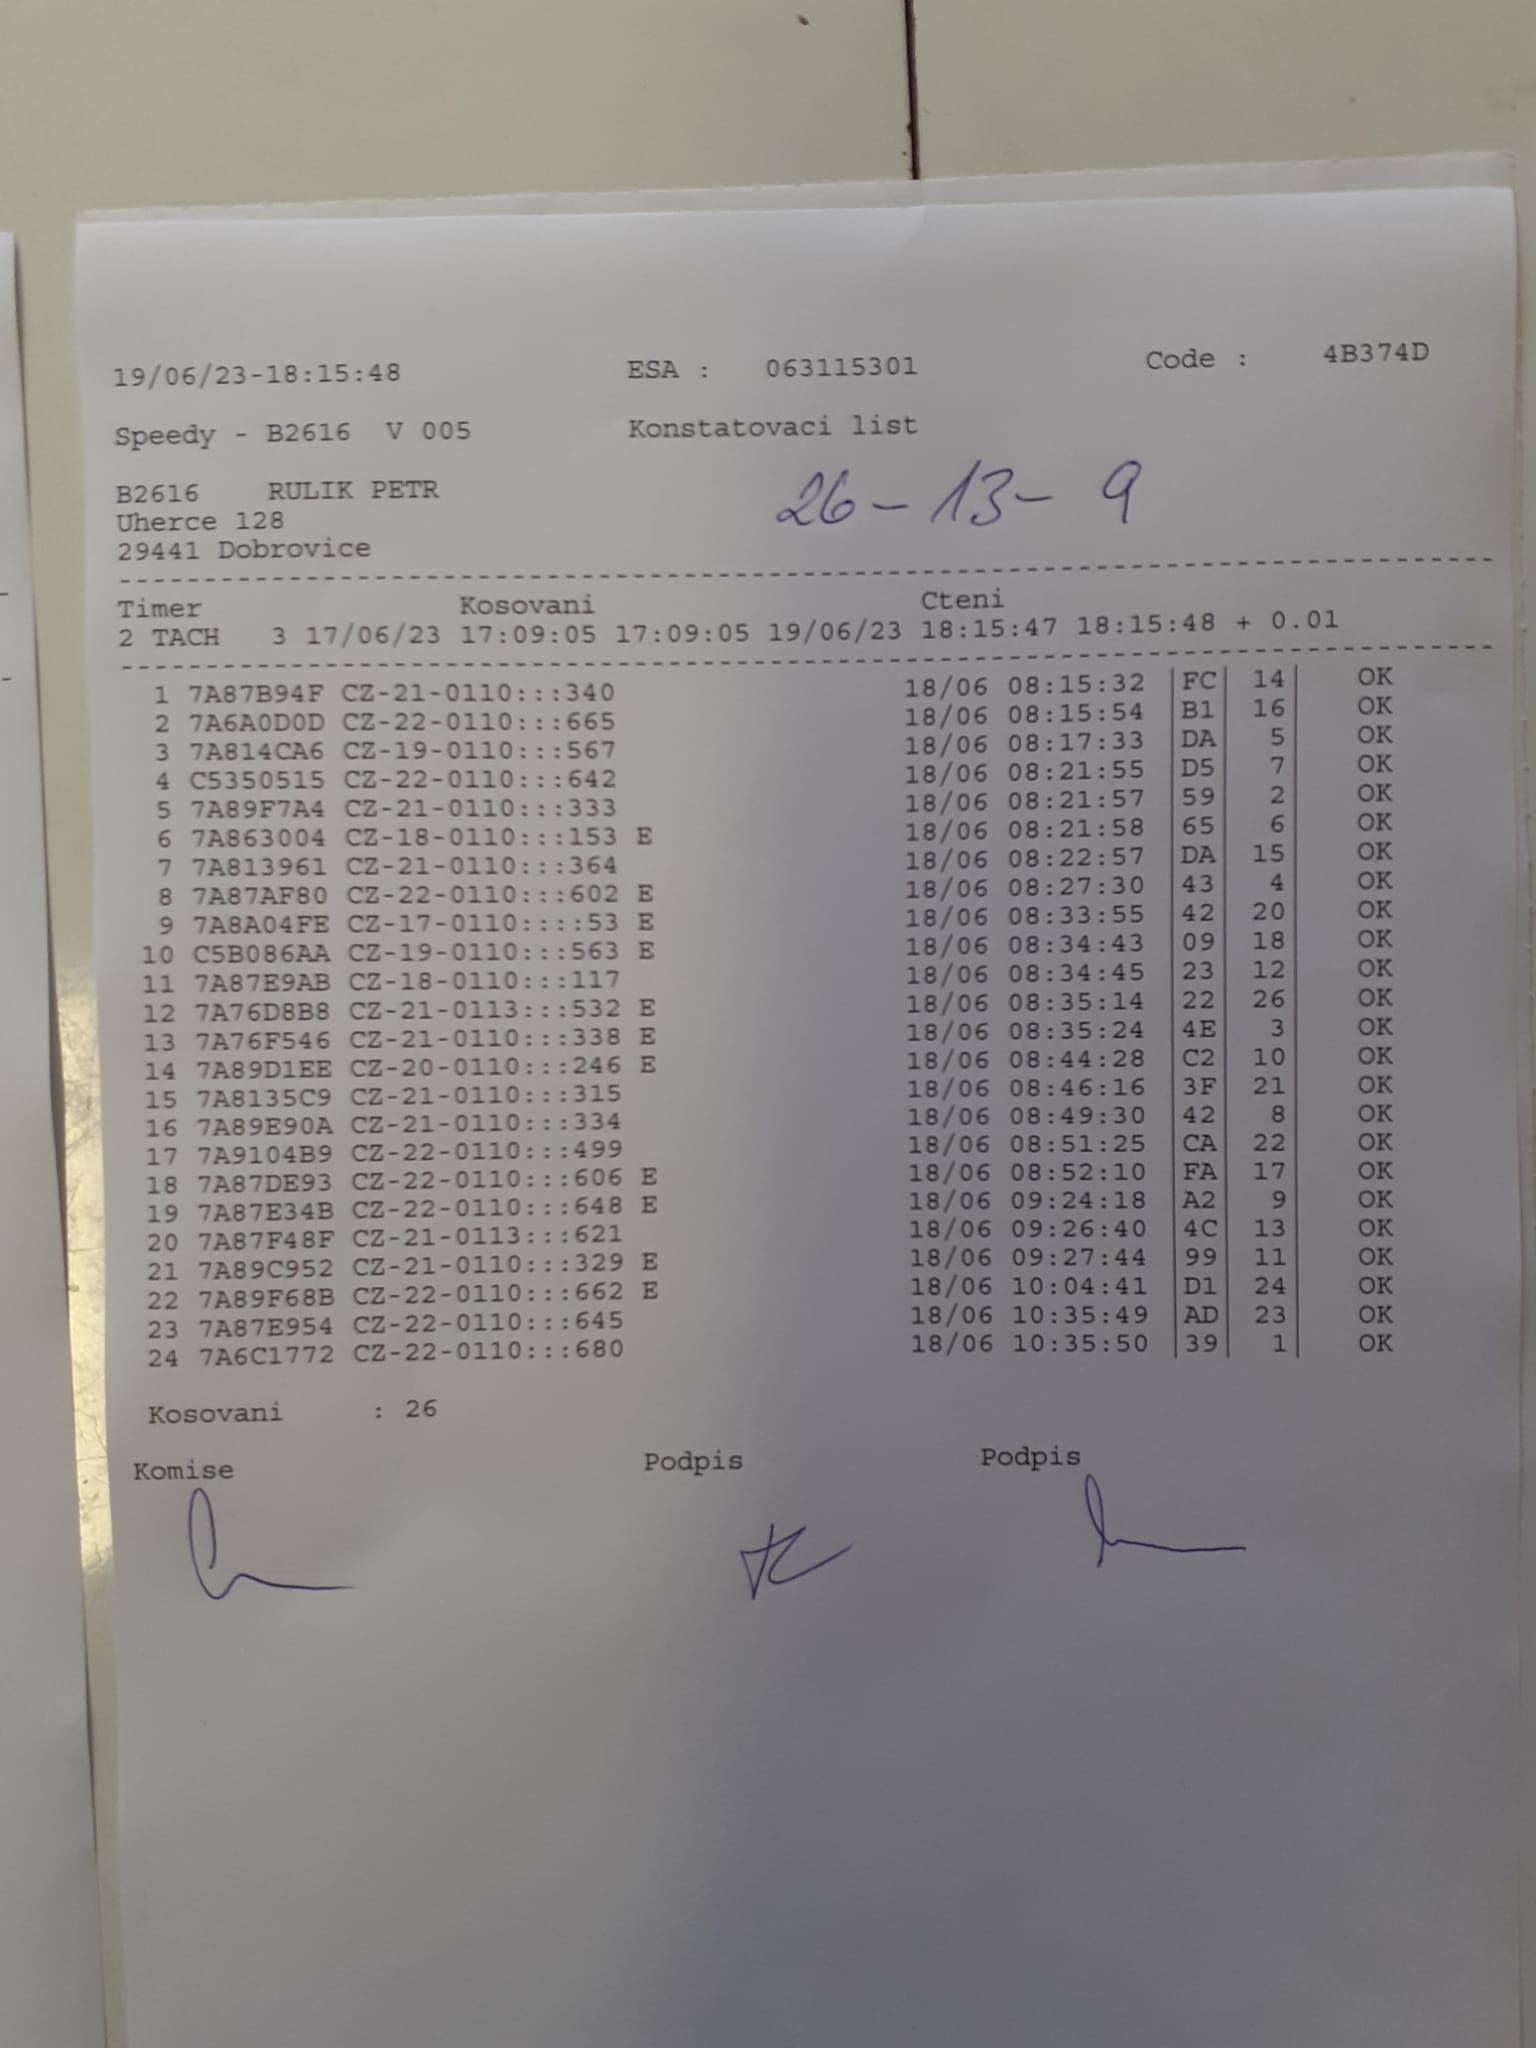 19/06/23-18:15:48 ESA : 063115301 Code : 4B374D
Speedy - B2616 V 005 Konstatovaci list
B2616 RULIK PETR
26-13-9
Uherce 128
29441 Dobrovice
Timer Kosovani Cteni
2 TACH 3 17/06/23 17:09:05 17:09:05 19/06/23 18:15:47 18:15:48 + 0.01
1 7A87B94F CZ-21-0110:::340 18/06 08:15:32 |FC| 14| OK
2 7A6A0D0D CZ-22-0110:::665 18/06 08:15:54 |B1| 16| OK
3 7A814CA6 CZ-19-0110:::567 18/06 08:17:33 |DA| 5| OK
4 C5350515 CZ-22-0110:::642 18/06 08:21:55 |D5| 7| OK
5 7A89F7A4 CZ-21-0110:::333 18/06 08:21:57 |59| 2| OK
6 7A863004 CZ-18-0110:::153 E 18/06 08:21:58 |65| 6| OK
7 7A813961 CZ-21-0110:::364 18/06 08:22:57 |DA| 15| OK
8 7A87AF80 CZ-22-0110:::602 E 18/06 08:27:30 |43| 4| OK
9 7A8A04FE CZ-17-0110::::53 E 18/06 08:33:55 |42| 20| OK
10 C5B086AA CZ-19-0110:::563 E 18/06 08:34:43 |09| 18| OK
11 7A87E9AB CZ-18-0110:::117 18/06 08:34:45 |23| 12| OK
12 7A76D8B8 CZ-21-0113:::532 E 18/06 08:35:14 |22| 26| OK
13 7A76F546 CZ-21-0110:::338 E 18/06 08:35:24 |4E| 3| OK
14 7A89D1EE CZ-20-0110:::246 E 18/06 08:44:28 |C2| 10| OK
15 7A8135C9 CZ-21-0110:::315 18/06 08:46:16 |3F| 21| OK
16 7A89E90A CZ-21-0110:::334 18/06 08:49:30 |42| 8| OK
17 7A9104B9 CZ-22-0110:::499 18/06 08:51:25 |CA| 22| OK
18 7A87DE93 CZ-22-0110:::606 E 18/06 08:52:10 |FA| 17| OK
19 7A87E34B CZ-22-0110:::648 E 18/06 09:24:18 |A2| 9| OK
20 7A87F48F CZ-21-0113:::621 18/06 09:26:40 |4C| 13| OK
21 7A89C952 CZ-21-0110:::329 E 18/06 09:27:44 |99| 11| OK
22 7A89F68B CZ-22-0110:::662 E 18/06 10:04:41 |D1| 24| OK
23 7A87E954 CZ-22-0110:::645 18/06 10:35:49 |AD| 23| OK
24 7A6C1772 CZ-22-0110:::680 18/06 10:35:50 |39| 1| OK
Kosovani : 26
Komise Podpis Podpis